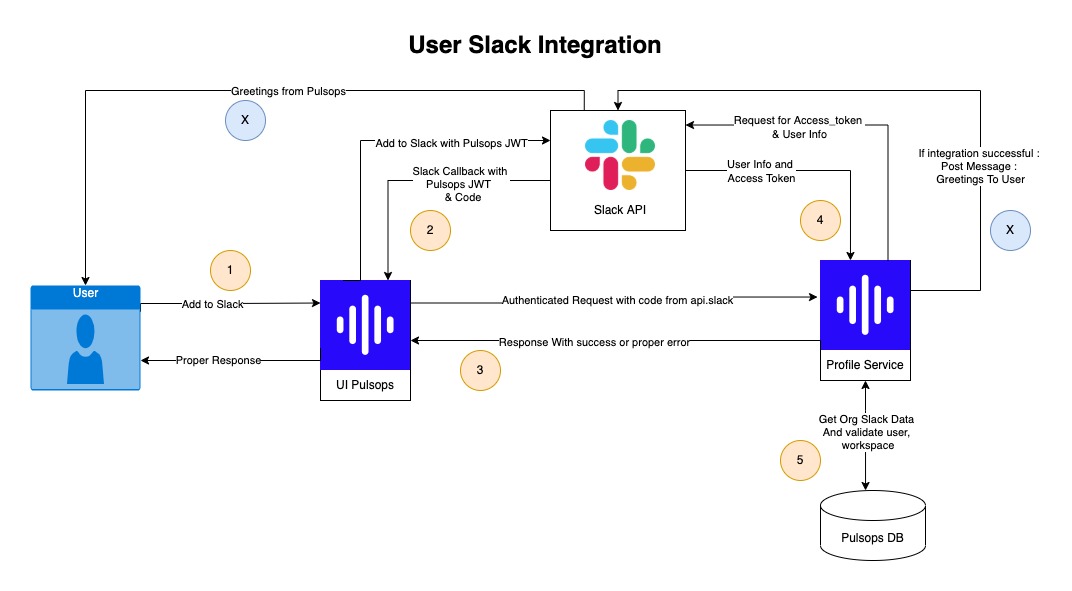 User Slack Integration
Greetings from Pulsops
X
Add to Slack with Pulsops JWT
Slack Callback with
Pulsops JWT
& Code
2
Slack API
Request for Access_token
& User Info
User Info and
Access Token
4
If integration successful :
Post Message :
Greetings To User
X
1
User
Add to Slack
Proper Response
UI Pulsops
Authenticated Request with code from api.slack
Response With success or proper error
3
Profile Service
Get Org Slack Data
And validate user,
workspace
5
Pulsops DB